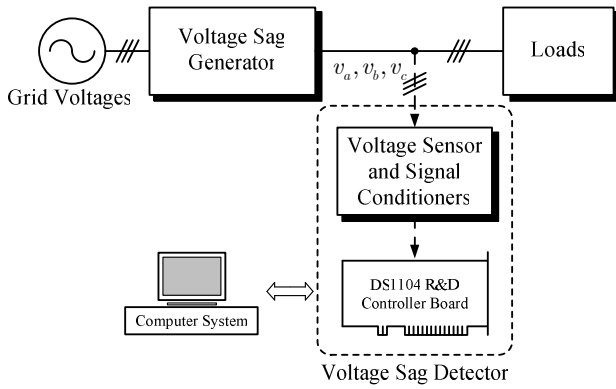 Voltage Sag
Generator
Loads
Grid Voltages
v_a, v_b, v_c
Voltage Sensor
and Signal
Conditioners
DS1104 R&D
Controller Board
Computer System
Voltage Sag Detector